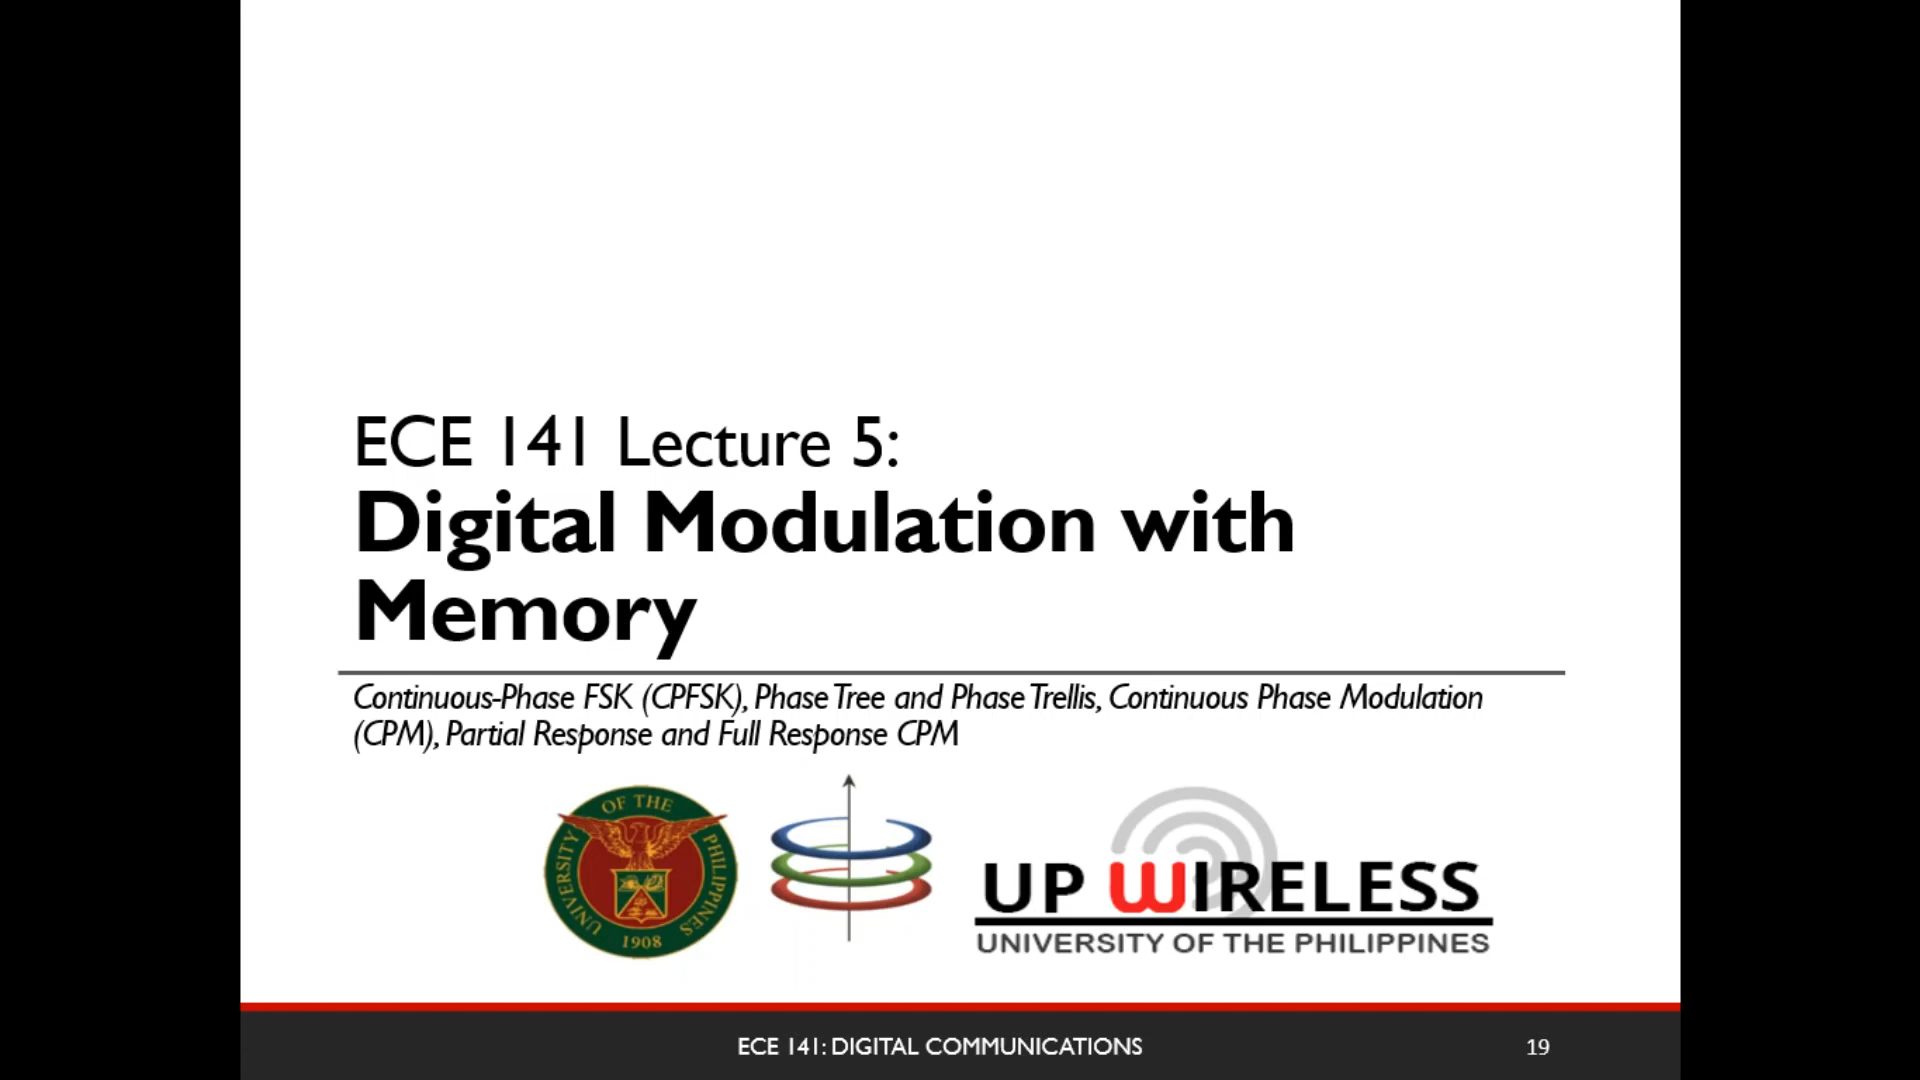 ECE 141 Lecture 5:
Digital Modulation with
Memory
Continuous-Phase FSK (CPFSK), Phase Tree and Phase Trellis, Continuous Phase Modulation
(CPM), Partial Response and Full Response CPM
UNIVERSITY OF THE PHILIPPINES
1908
UP WIRELESS
UNIVERSITY OF THE PHILIPPINES
ECE 141: DIGITAL COMMUNICATIONS
19